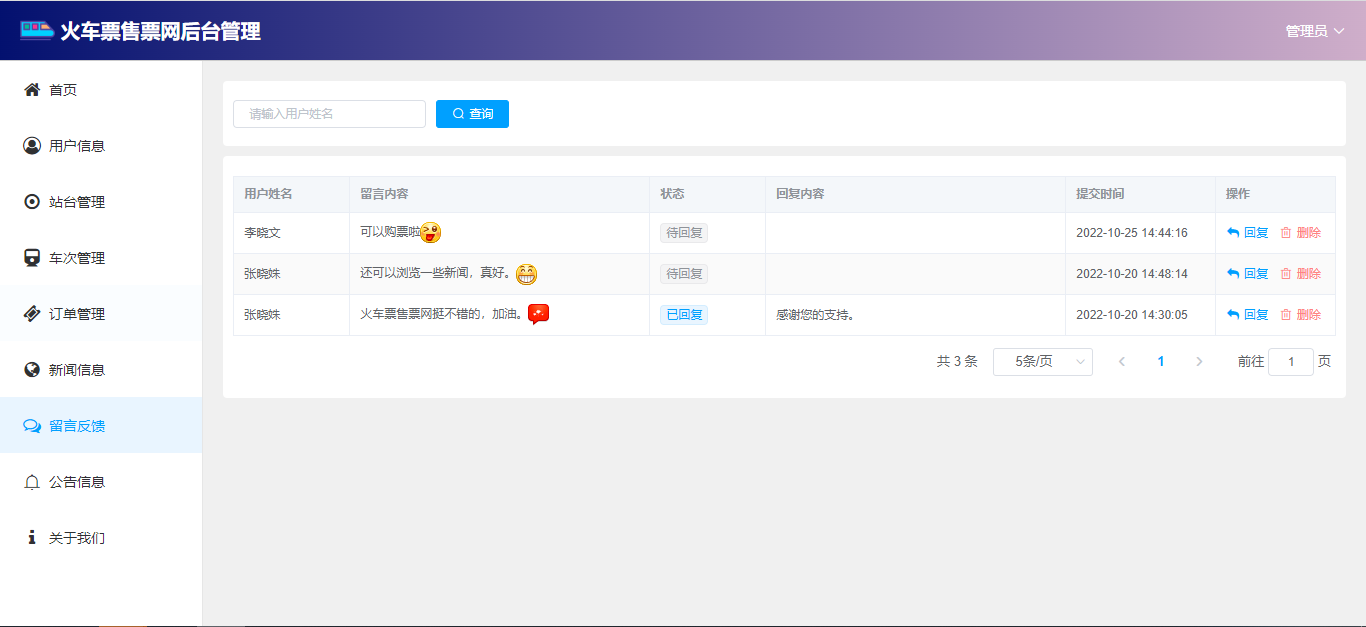 火车票售票网后台管理
管理员
首页
用户信息
站台管理
车次管理
订单管理
新闻信息
留言反馈
公告信息
关于我们
请输入用户姓名
查询
用户姓名 留言内容 状态 回复内容 提交时间 操作
李晓文 可以购票啦 待回复 2022-10-25 14:44:16 回复 删除
张晓姝 还可以浏览一些新闻，真好。 待回复 2022-10-20 14:48:14 回复 删除
张晓姝 火车票售票网挺不错的，加油。 已回复 感谢您的支持。 2022-10-20 14:30:05 回复 删除
共 3 条 5条/页 1 前往 1 页